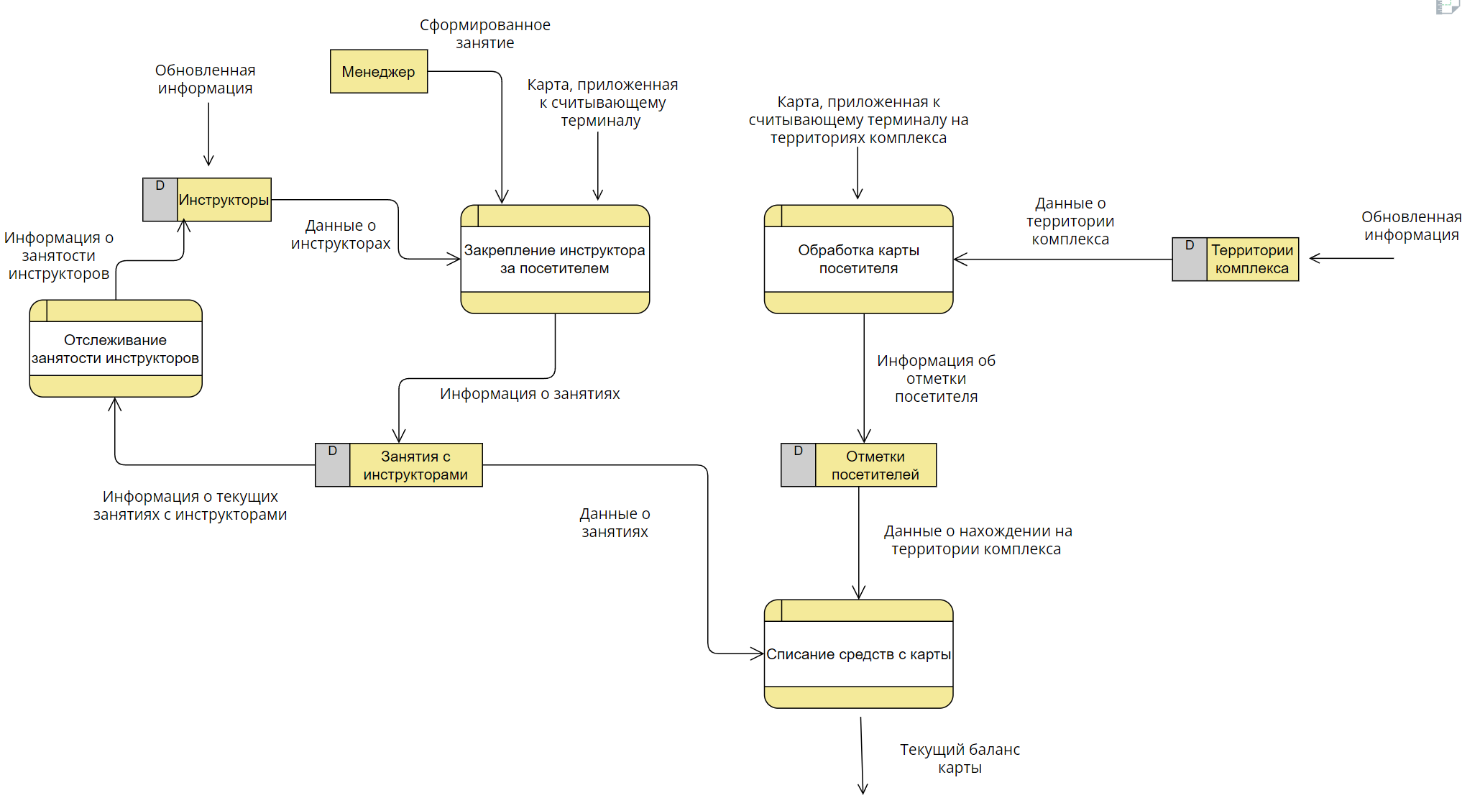 Сформированное
занятие
Менеджер
Обновленная
информация
Карта, приложенная
к считывающему
терминалу
Карта, приложенная к
считывающему терминалу на
территориях комплекса
D
Инструкторы
Данные о
инструкторах
Информация о
занятости
инструкторов
Закрепление инструктора
за посетителем
Обработка карты
посетителя
Данные о
территории
комплекса
D
Территории
комплекса
Обновленная
информация
Отслеживание
занятости инструкторов
Информация о занятиях
Информация об
отметки
посетителя
D
Занятия с
инструкторами
D
Отметки
посетителей
Информация о текущих
занятиях с инструкторами
Данные о
занятиях
Данные о нахождении на
территории комплекса
Списание средств с карты
Текущий баланс
карты